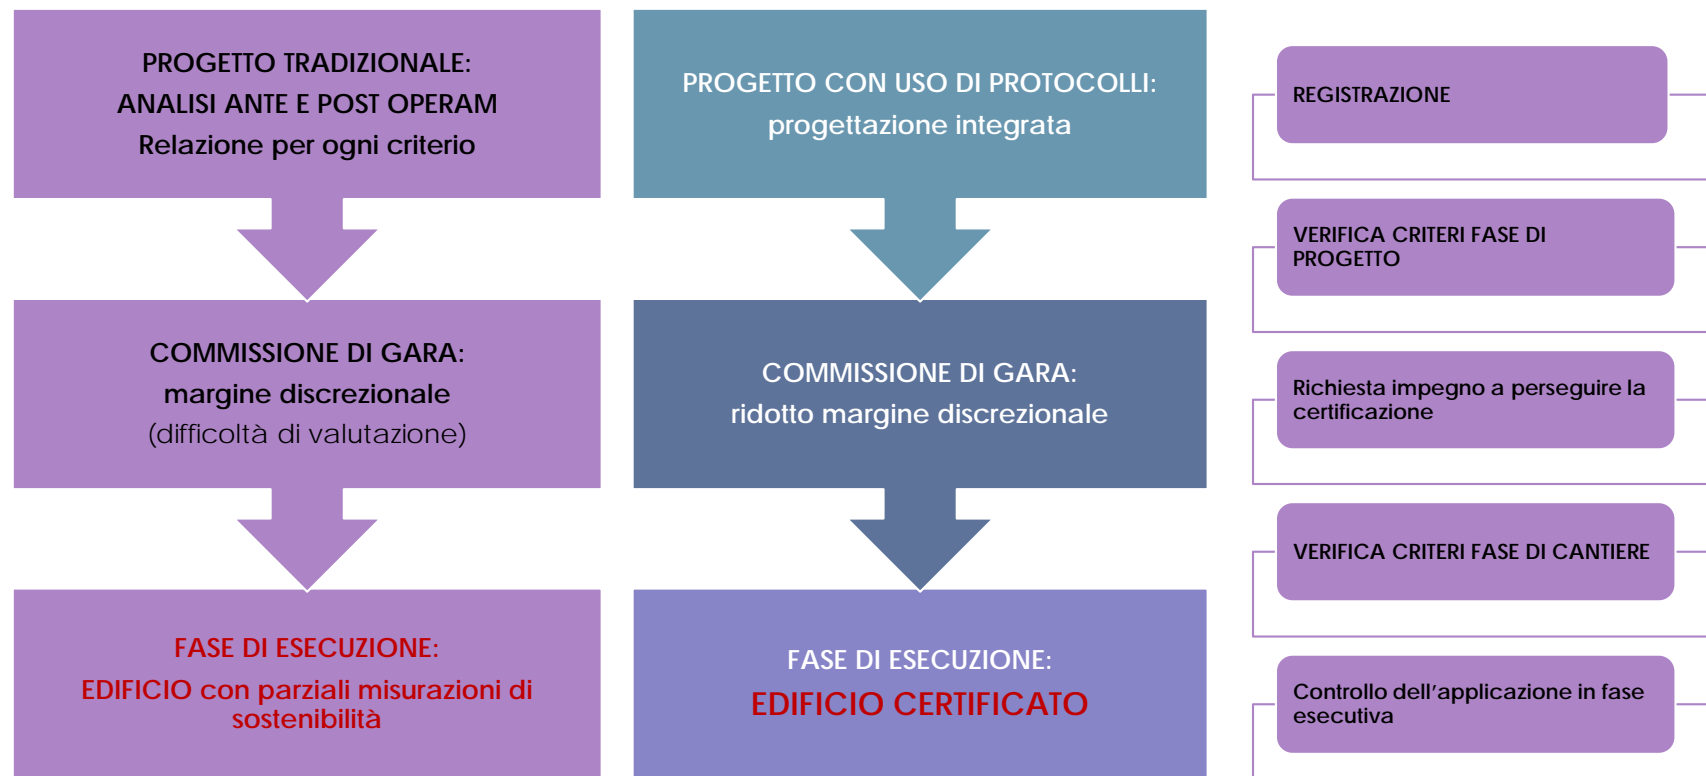 PROGETTO TRADIZIONALE:
ANALISI ANTE E POST OPERAM
Relazione per ogni criterio
COMMISSIONE DI GARA:
margine discrezionale
(difficoltà di valutazione)
FASE DI ESECUZIONE:
EDIFICIO con parziali misurazioni di
sostenibilità
PROGETTO CON USO DI PROTOCOLLI:
progettazione integrata
COMMISSIONE DI GARA:
ridotto margine discrezionale
FASE DI ESECUZIONE:
EDIFICIO CERTIFICATO
REGISTRAZIONE
VERIFICA CRITERI FASE DI
PROGETTO
Richiesta impegno a perseguire la
certificazione
VERIFICA CRITERI FASE DI CANTIERE
Controllo dell'applicazione in fase
esecutiva